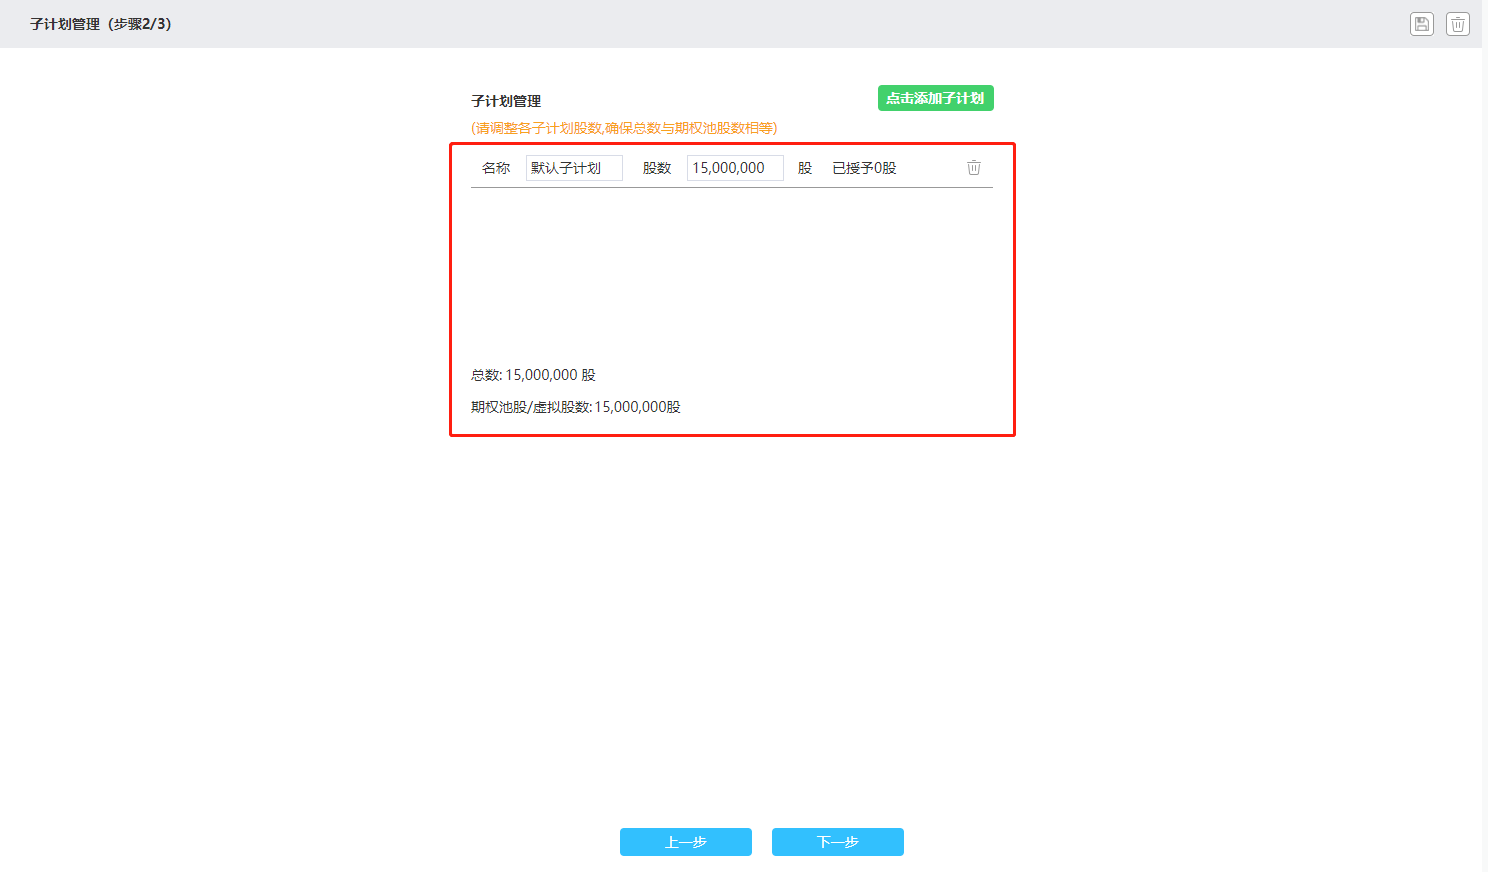 子计划管理（步骤2/3）
子计划管理
点击添加子计划
(请调整各子计划股数,确保总数与期权池股数相等)
名称 默认子计划 股数 15,000,000 股 已授予0股
总数: 15,000,000 股
期权池股/虚拟股数: 15,000,000股
上一步 下一步